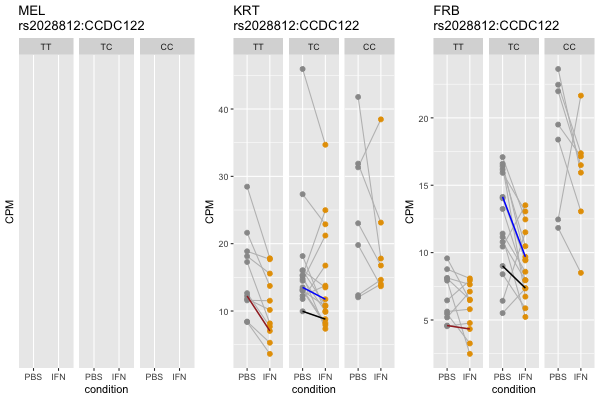 MEL
rs2028812:CCDC122
TT TC CC
CPM
PBS IFN PBS IFN PBS IFN
condition
KRT
rs2028812:CCDC122
TT TC CC
CPM
40
30
20
10
PBS IFN PBS IFN PBS IFN
condition
FRB
rs2028812:CCDC122
TT TC CC
CPM
20
15
10
5
PBS IFN PBS IFN PBS IFN
condition